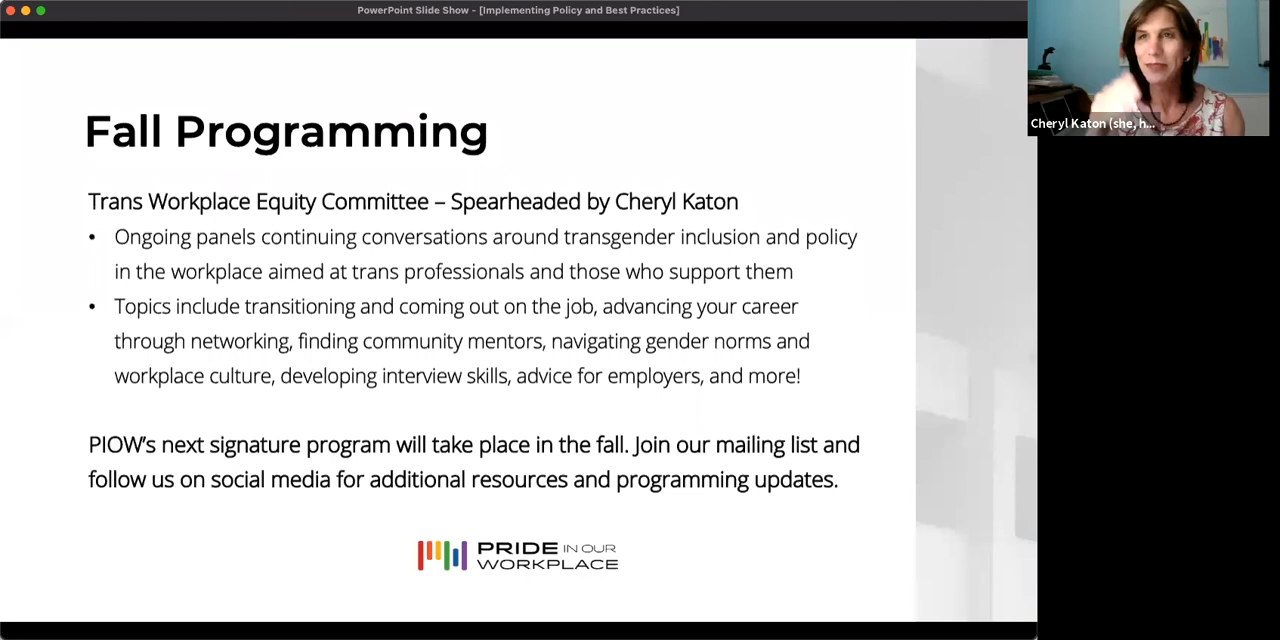 PowerPoint Slide Show - [Implementing Policy and Best Practices]
Cheryl Katon (she, h...
Fall Programming
Trans Workplace Equity Committee – Spearheaded by Cheryl Katon
• Ongoing panels continuing conversations around transgender inclusion and policy
in the workplace aimed at trans professionals and those who support them
• Topics include transitioning and coming out on the job, advancing your career
through networking, finding community mentors, navigating gender norms and
workplace culture, developing interview skills, advice for employers, and more!
PIOW's next signature program will take place in the fall. Join our mailing list and
follow us on social media for additional resources and programming updates.
PRIDE IN OUR
WORKPLACE